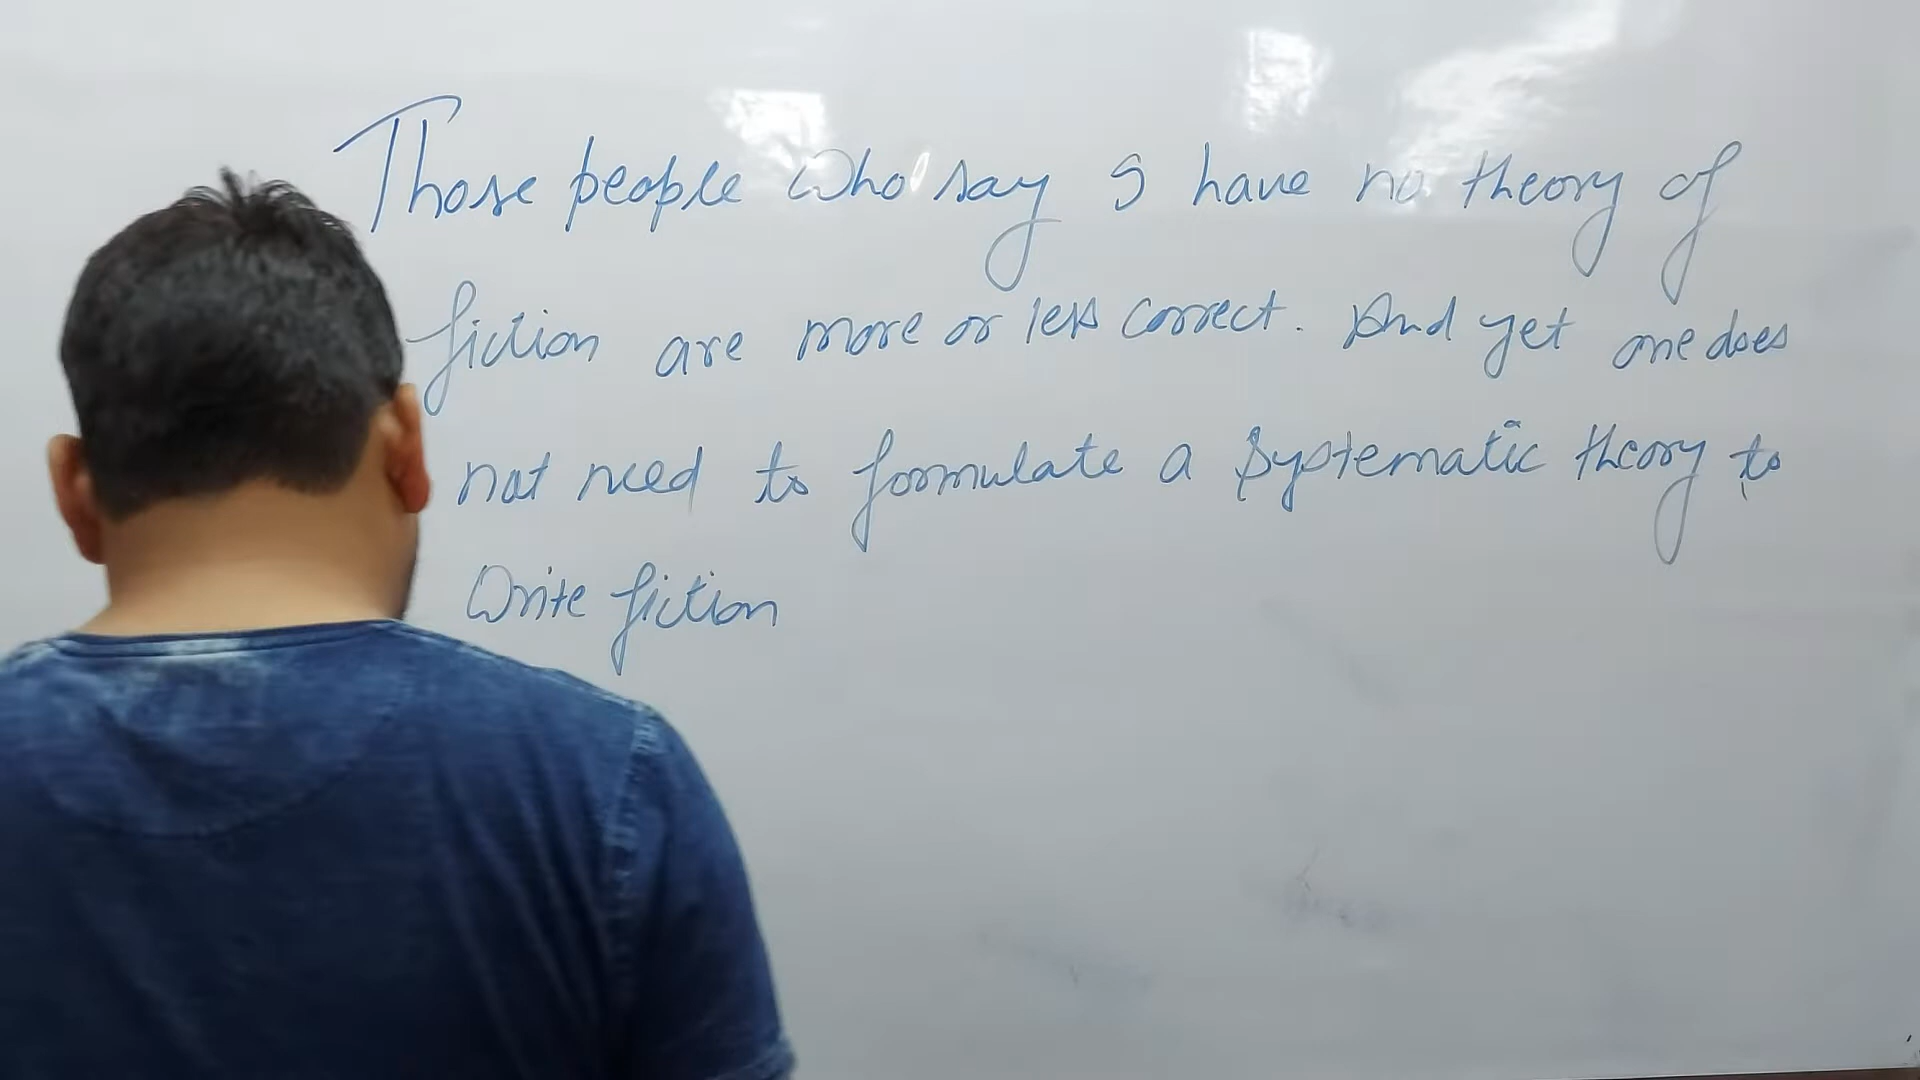 Those people who say I have no theory of
fiction are more or less correct. And yet one does
not need to formulate a systematic theory to
write fiction